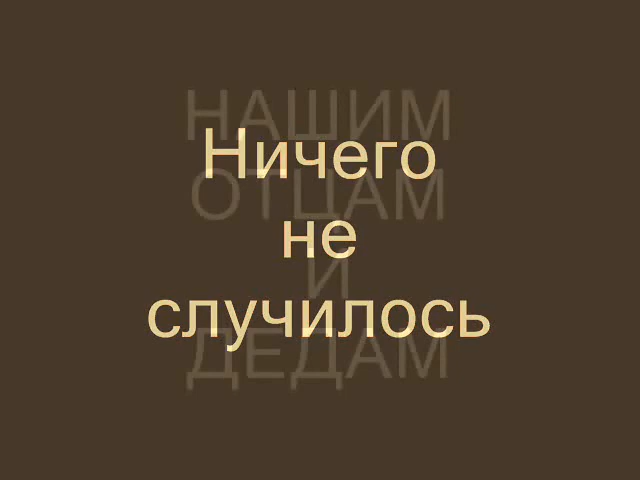 НАШИМ
Ничего
ОТЦАМ
не
И
случилось
ДЕДАМ